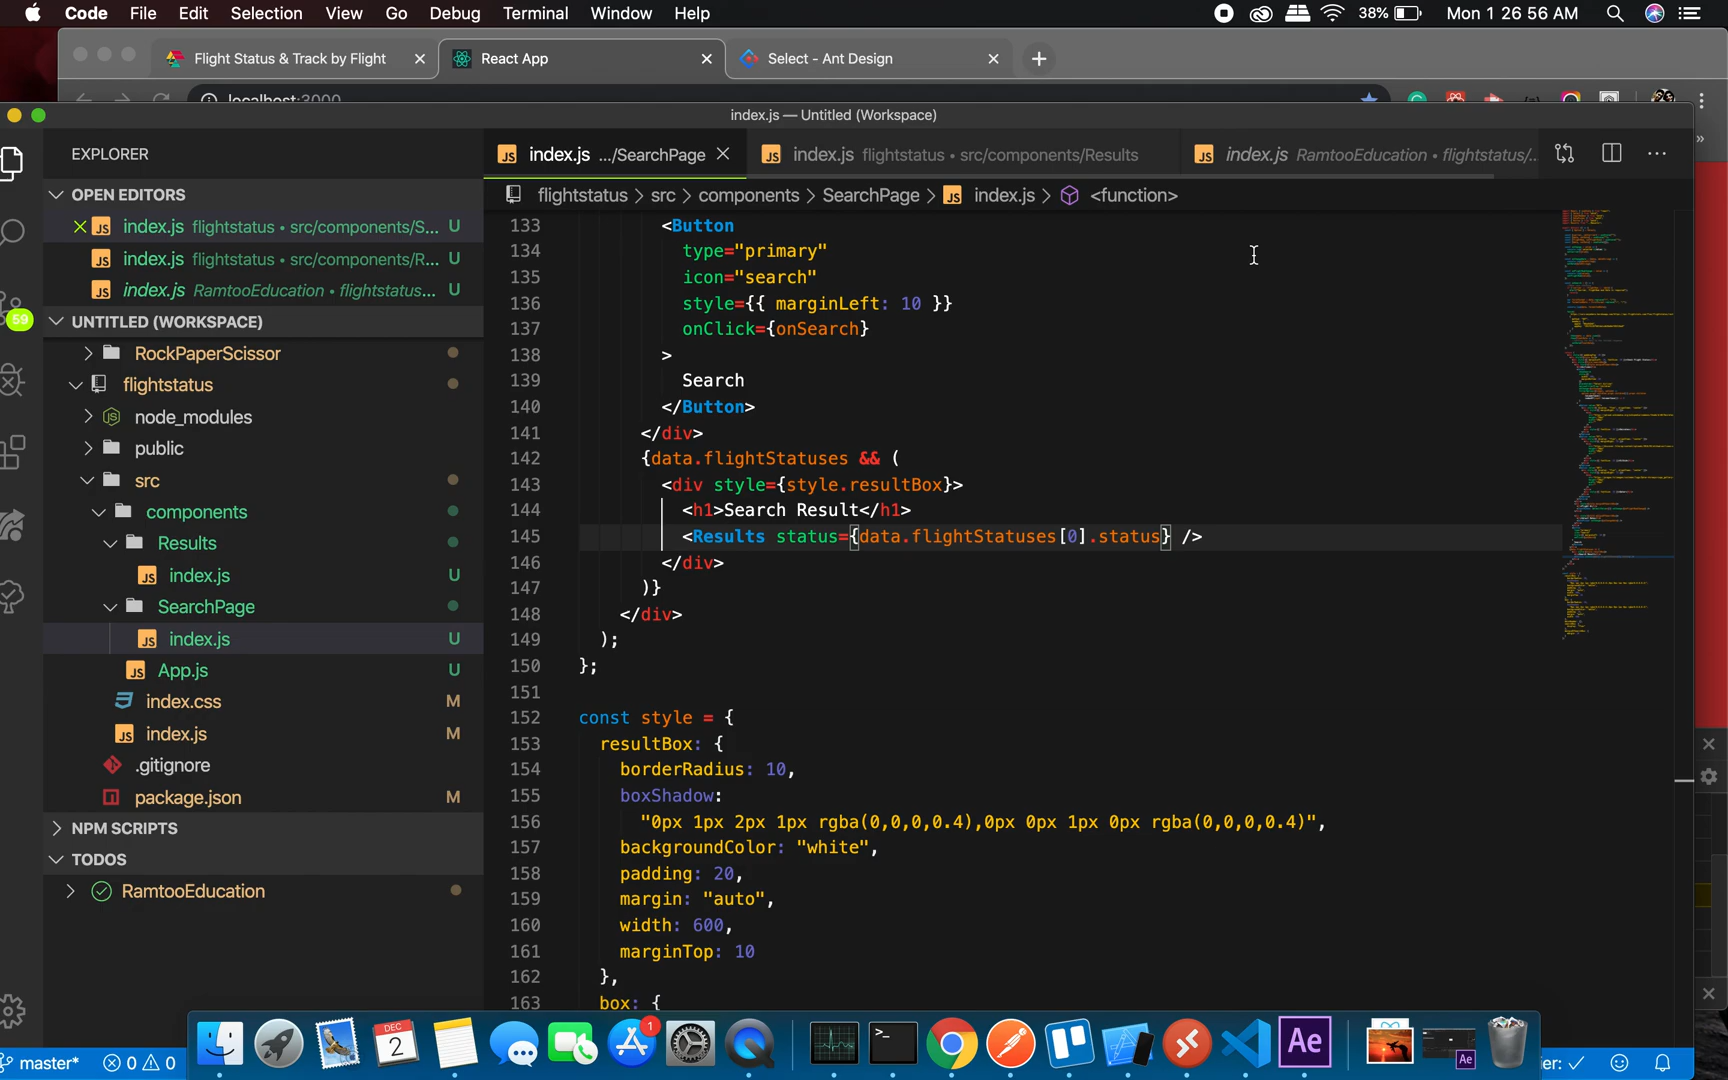 Code File Edit Selection View Go Debug Terminal Window Help 38% Mon 1 26 56 AM
Flight Status & Track by Flight React App Select - Ant Design
localhost:3000
index.js — Untitled (Workspace)
EXPLORER
index.js .../SearchPage index.js flightstatus • src/components/Results index.js RamtooEducation • flightstatus/..
OPEN EDITORS
flightstatus src components SearchPage index.js <function>
index.js flightstatus • src/components/S... U
index.js flightstatus • src/components/R... U
index.js RamtooEducation • flightstatus... U
UNTITLED (WORKSPACE)
59
RockPaperScissor
flightstatus
node_modules
public
src
components
Results
index.js U
SearchPage
index.js U
App.js U
index.css M
index.js M
.gitignore
package.json M
NPM SCRIPTS
TODOS
RamtooEducation
133 <Button
134 type="primary"
135 icon="search"
136 style={{ marginLeft: 10 }}
137 onClick={onSearch}
138 >
139 Search
140 </Button>
141 </div>
142 {data.flightStatuses && (
143 <div style={style.resultBox}>
144 <h1>Search Result</h1>
145 <Results status={data.flightStatuses[0].status} />
146 </div>
147 )}
148 </div>
149 );
150 };
151
152 const style = {
153 resultBox: {
154 borderRadius: 10,
155 boxShadow:
156 "0px 1px 2px 1px rgba(0,0,0,0.4),0px 0px 1px 0px rgba(0,0,0,0.4)",
157 backgroundColor: "white",
158 padding: 20,
159 margin: "auto",
160 width: 600,
161 marginTop: 10
162 },
163 box: {
DEC
2
1
Ae
Ae
master* 0 0 ier: